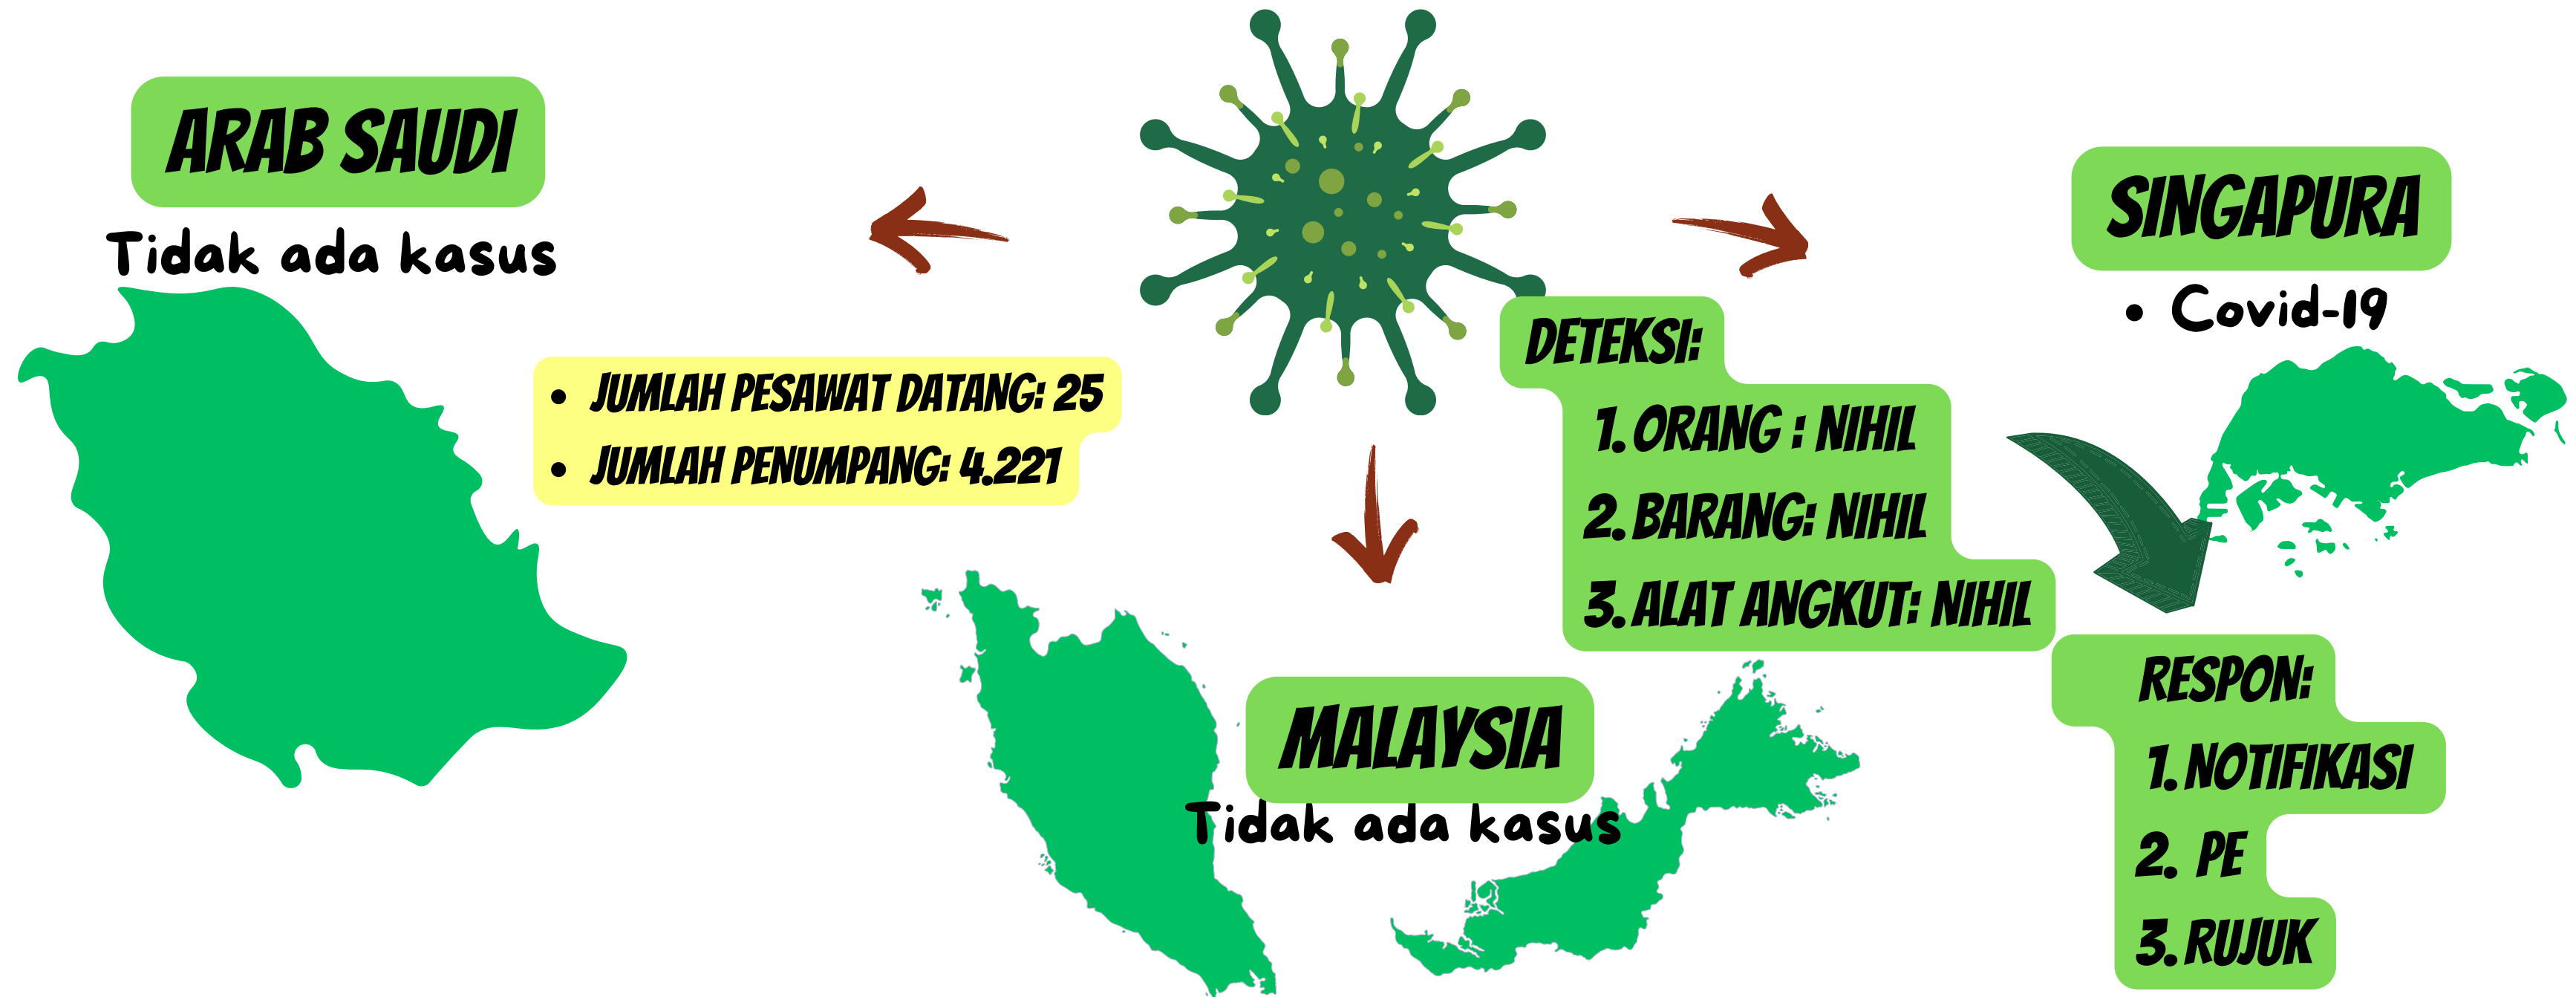 ARAB SAUDI
Tidak ada kasus
• JUMLAH PESAWAT DATANG: 25
• JUMLAH PENUMPANG: 4.221
SINGAPURA
• Covid-19
DETEKSI:
1. ORANG : NIHIL
2. BARANG: NIHIL
3. ALAT ANGKUT: NIHIL
MALAYSIA
Tidak ada kasus
RESPON:
1. NOTIFIKASI
2. PE
3. RUJUK